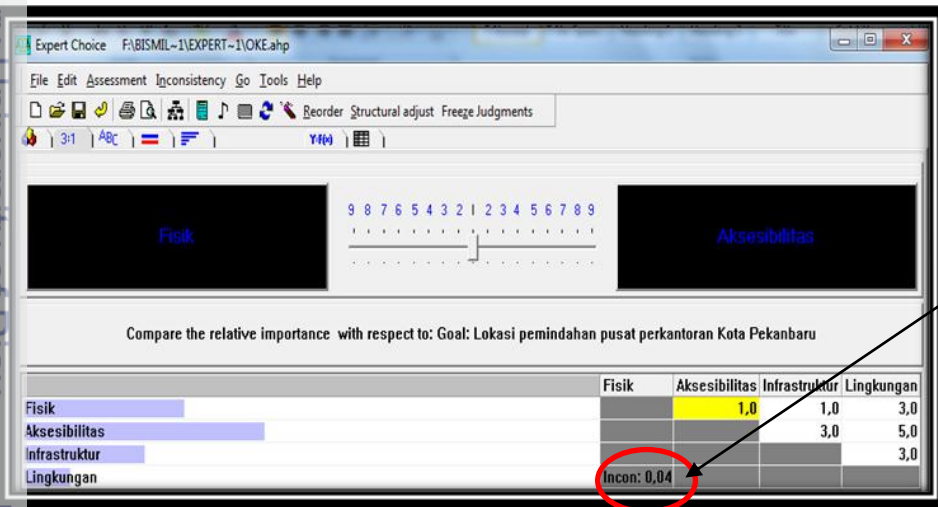 Expert Choice F:\BISMIL~1\EXPERT~1\OKE.ahp
File Edit Assessment Inconsistency Go Tools Help
Reorder Structural adjust Freeze Judgments
3:1 ABC Y:f(x)
9 8 7 6 5 4 3 2 1 2 3 4 5 6 7 8 9
Fisik Aksesibilitas
Compare the relative importance with respect to: Goal: Lokasi pemindahan pusat perkantoran Kota Pekanbaru
Fisik Aksesibilitas Infrastruktur Lingkungan
Fisik 1,0 1,0 3,0
Aksesibilitas 3,0 5,0
Infrastruktur 3,0
Lingkungan Incon: 0,04